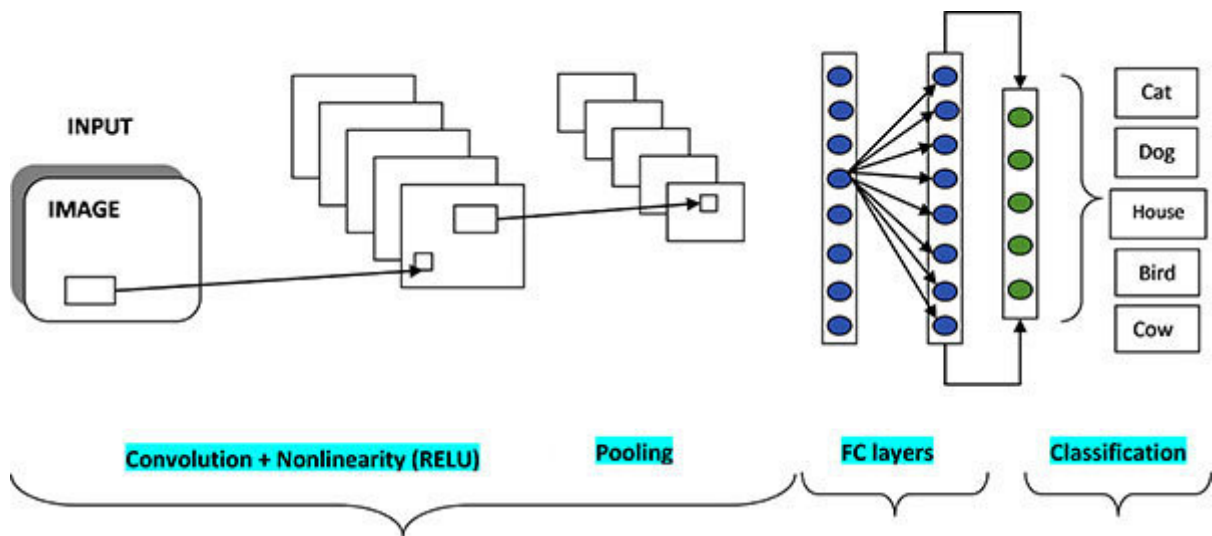 INPUT
IMAGE
Cat
Dog
House
Bird
Cow
Convolution + Nonlinearity (RELU)
Pooling
FC layers
Classification